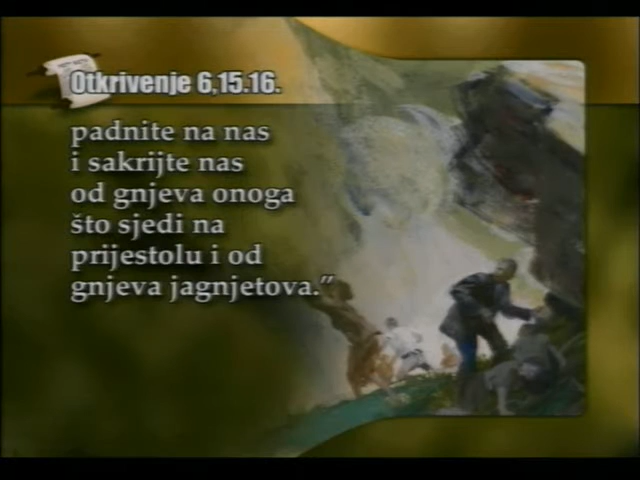 Otkrivenje 6,15.16.
padnite na nas
i sakrijte nas
od gnjeva onoga
što sjedi na
prijestolu i od
gnjeva jagnjetova.”